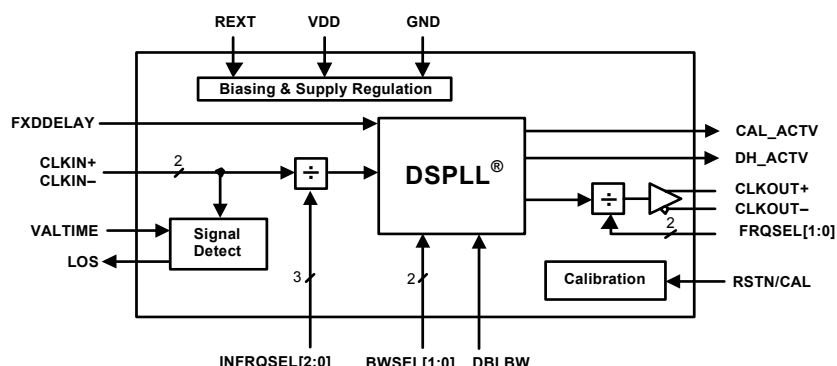 REXT VDD GND
Biasing & Supply Regulation
FXDDELAY
CAL_ACTV
CLKIN+
CLKIN–
2
÷
DSPLL®
DH_ACTV
÷
CLKOUT+
CLKOUT–
2
FRQSEL[1:0]
VALTIME
Signal
Detect
LOS
3
2
Calibration
RSTN/CAL
INFRQSEL[2:0] BWSEL[1:0] DBLBW